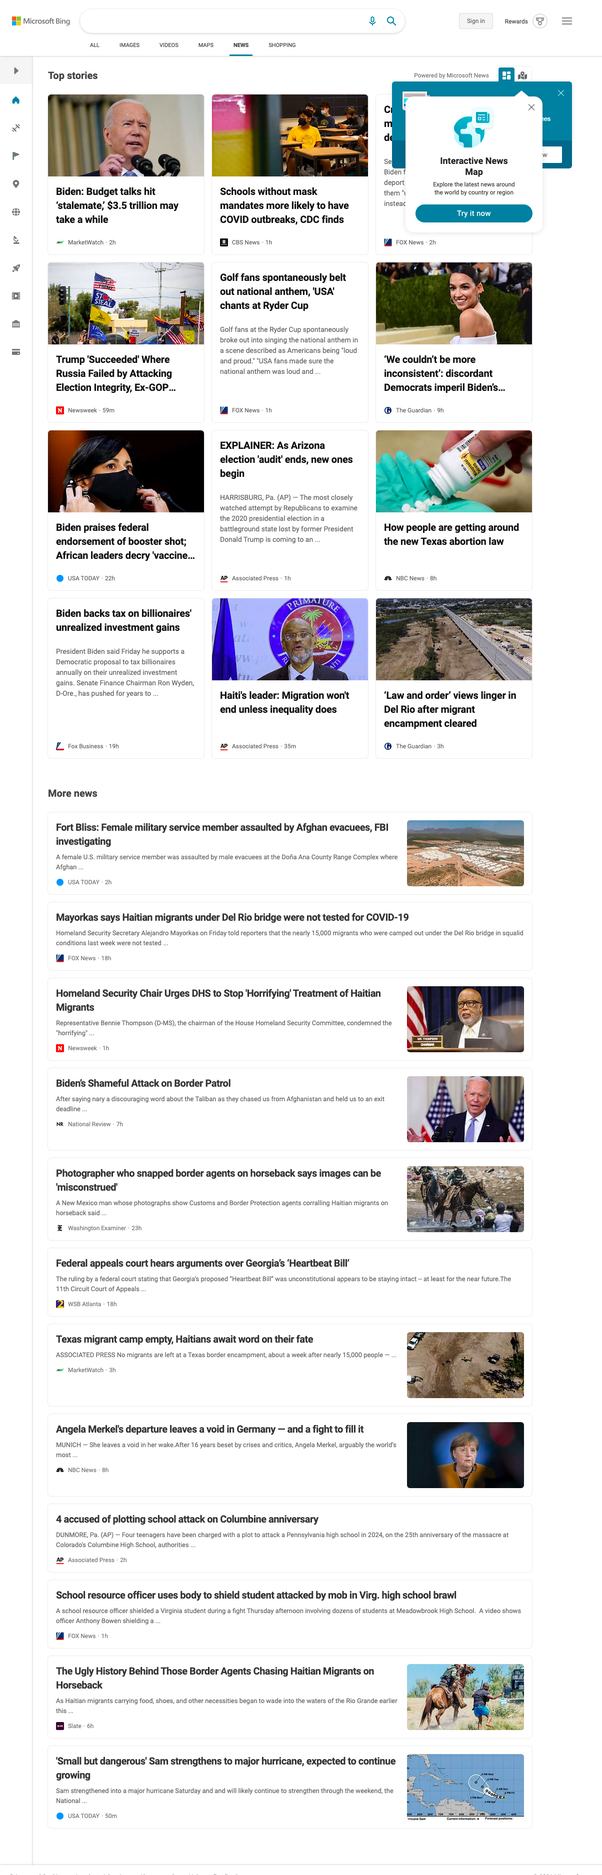 Microsoft Bing
Sign in
Rewards
ALL
IMAGES
VIDEOS
MAPS
NEWS
SHOPPING
Top stories
Powered by Microsoft News
Interactive News
Map
Explore the latest news around
the world by country or region
Try it now
Biden: Budget talks hit
‘stalemate,’ $3.5 trillion may
take a while
MarketWatch · 2h
Schools without mask
mandates more likely to have
COVID outbreaks, CDC finds
CBS News · 1h
FOX News · 2h
Trump 'Succeeded' Where
Russia Failed by Attacking
Election Integrity, Ex-GOP...
Newsweek · 59m
Golf fans spontaneously belt
out national anthem, 'USA'
chants at Ryder Cup
Golf fans at the Ryder Cup spontaneously
broke out into singing the national anthem in
a scene described as Americans being "loud
and proud." "USA fans made sure the
national anthem was loud and ...
FOX News · 1h
‘We couldn’t be more
inconsistent’: discordant
Democrats imperil Biden’s...
The Guardian · 9h
Biden praises federal
endorsement of booster shot;
African leaders decry 'vaccine...
USA TODAY · 22h
EXPLAINER: As Arizona
election 'audit' ends, new ones
begin
HARRISBURG, Pa. (AP) — The most closely
watched attempt by Republicans to examine
the 2020 presidential election in a
battleground state lost by former President
Donald Trump is coming to an ...
AP Associated Press · 1h
How people are getting around
the new Texas abortion law
NBC News · 8h
Biden backs tax on billionaires'
unrealized investment gains
President Biden said Friday he supports a
Democratic proposal to tax billionaires
annually on their unrealized investment
gains. Senate Finance Chairman Ron Wyden,
D-Ore., has pushed for years to ...
Fox Business · 19h
PRIMATURE
Haiti's leader: Migration won't
end unless inequality does
AP Associated Press · 35m
‘Law and order’ views linger in
Del Rio after migrant
encampment cleared
The Guardian · 3h
More news
Fort Bliss: Female military service member assaulted by Afghan evacuees, FBI
investigating
A female U.S. military service member was assaulted by male evacuees at the Doña Ana County Range Complex where
Afghan ...
USA TODAY · 2h
Mayorkas says Haitian migrants under Del Rio bridge were not tested for COVID-19
Homeland Security Secretary Alejandro Mayorkas on Friday told reporters that the nearly 15,000 migrants who were camped out under the Del Rio bridge in squalid
conditions last week were not tested ...
FOX News · 18h
Homeland Security Chair Urges DHS to Stop 'Horrifying' Treatment of Haitian
Migrants
Representative Bennie Thompson (D-MS), the chairman of the House Homeland Security Committee, condemned the
"horrifying" ...
Newsweek · 1h
Biden’s Shameful Attack on Border Patrol
After saying nary a discouraging word about the Taliban as they chased us from Afghanistan and held us to an exit
deadline ...
NR National Review · 7h
Photographer who snapped border agents on horseback says images can be
'misconstrued'
A New Mexico man whose photographs show Customs and Border Protection agents corralling Haitian migrants on
horseback said ...
Washington Examiner · 23h
Federal appeals court hears arguments over Georgia’s ‘Heartbeat Bill’
The ruling by a federal court stating that Georgia’s proposed “Heartbeat Bill” was unconstitutional appears to be staying intact – at least for the near future.The
11th Circuit Court of Appeals ...
WSB Atlanta · 18h
Texas migrant camp empty, Haitians await word on their fate
ASSOCIATED PRESS No migrants are left at a Texas border encampment, about a week after nearly 15,000 people — ...
MarketWatch · 3h
Angela Merkel's departure leaves a void in Germany — and a fight to fill it
MUNICH — She leaves a void in her wake.After 16 years beset by crises and critics, Angela Merkel, arguably the world's
most ...
NBC News · 8h
4 accused of plotting school attack on Columbine anniversary
DUNMORE, Pa. (AP) — Four teenagers have been charged with a plot to attack a Pennsylvania high school in 2024, on the 25th anniversary of the massacre at
Colorado's Columbine High School, authorities ...
AP Associated Press · 2h
School resource officer uses body to shield student attacked by mob in Virg. high school brawl
A school resource officer shielded a Virginia student during a fight Thursday afternoon involving dozens of students at Meadowbrook High School. A video shows
officer Anthony Bowen shielding a ...
FOX News · 1h
The Ugly History Behind Those Border Agents Chasing Haitian Migrants on
Horseback
As Haitian migrants carrying food, shoes, and other necessities began to wade into the waters of the Rio Grande earlier
this ...
Slate · 6h
'Small but dangerous' Sam strengthens to major hurricane, expected to continue
growing
Sam strengthened into a major hurricane Saturday and and will likely continue to strengthen through the weekend, the
National ...
USA TODAY · 50m